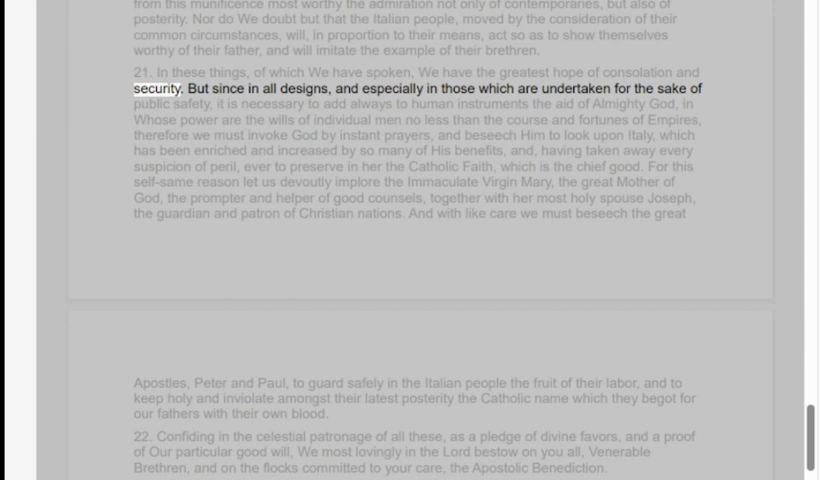 from this munificence most worthy the admiration not only of contemporaries, but also of
posterity. Nor do We doubt but that the Italian people, moved by the consideration of their
common circumstances, will, in proportion to their means, act so as to show themselves
worthy of their father, and will imitate the example of their brethren.
21. In these things, of which We have spoken, We have the greatest hope of consolation and
security. But since in all designs, and especially in those which are undertaken for the sake of
public safety, it is necessary to add always to human instruments the aid of Almighty God, in
Whose power are the wills of individual men no less than the course and fortunes of Empires,
therefore we must invoke God by instant prayers, and beseech Him to look upon Italy, which
has been enriched and increased by so many of His benefits, and, having taken away every
suspicion of peril, ever to preserve in her the Catholic Faith, which is the chief good. For this
self-same reason let us devoutly implore the Immaculate Virgin Mary, the great Mother of
God, the prompter and helper of good counsels, together with her most holy spouse Joseph,
the guardian and patron of Christian nations. And with like care we must beseech the great
Apostles, Peter and Paul, to guard safely in the Italian people the fruit of their labor, and to
keep holy and inviolate amongst their latest posterity the Catholic name which they begot for
our fathers with their own blood.
22. Confiding in the celestial patronage of all these, as a pledge of divine favors, and a proof
of Our particular good will, We most lovingly in the Lord bestow on you all, Venerable
Brethren, and on the flocks committed to your care, the Apostolic Benediction.